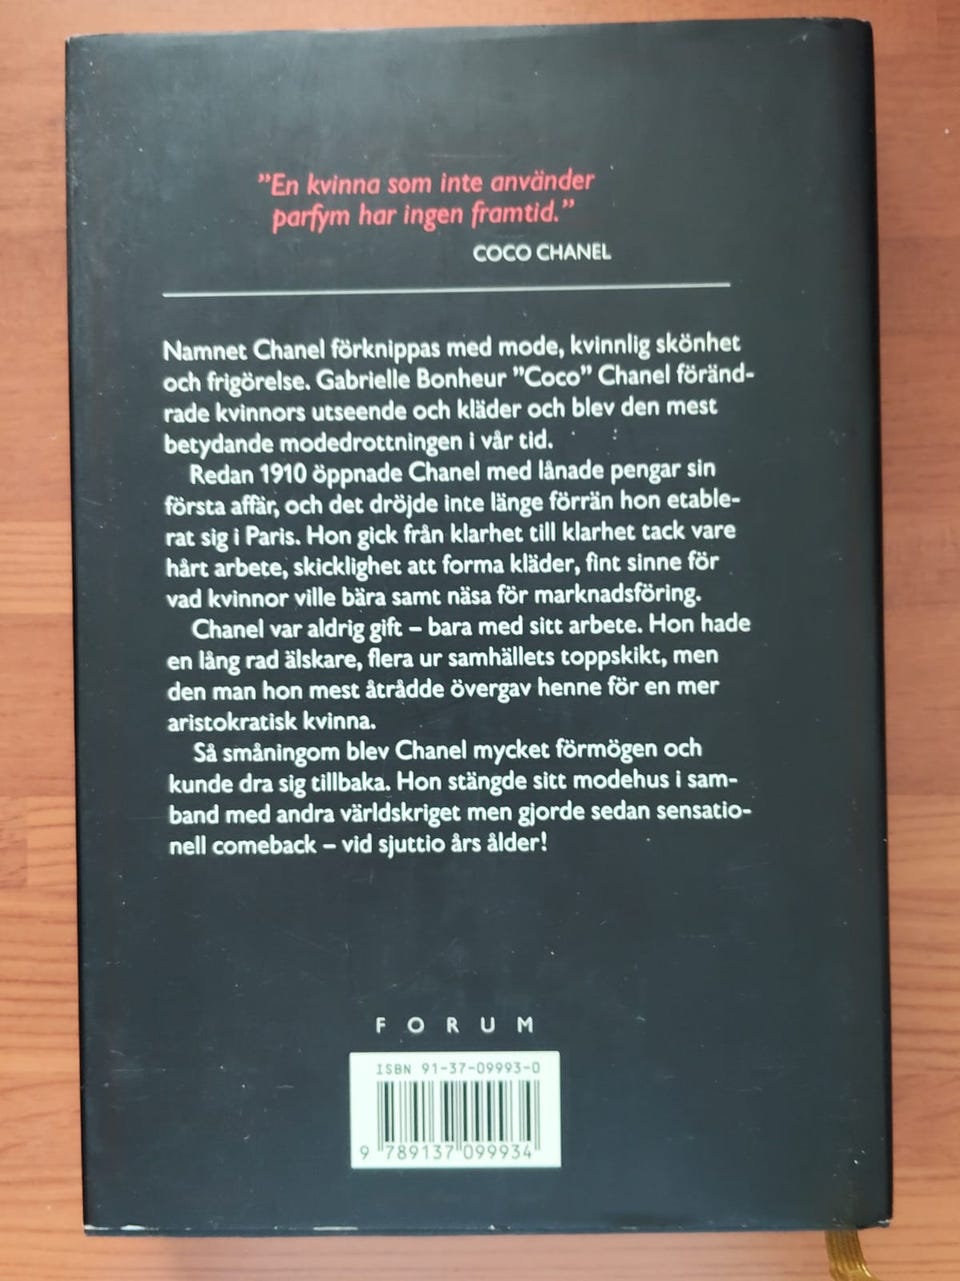 ”En kvinna som inte använder
parfym har ingen framtid.”
COCO CHANEL
Namnet Chanel förknippas med mode, kvinnlig skönhet
och frigörelse. Gabrielle Bonheur ”Coco” Chanel föränd-
rade kvinnors utseende och kläder och blev den mest
betydande modedrottningen i vår tid.
Redan 1910 öppnade Chanel med lånade pengar sin
första affär, och det dröjde inte länge förrän hon etable-
rat sig i Paris. Hon gick från klarhet till klarhet tack vare
hårt arbete, skicklighet att forma kläder, fint sinne för
vad kvinnor ville bära samt näsa för marknadsföring.
Chanel var aldrig gift – bara med sitt arbete. Hon hade
en lång rad älskare, flera ur samhällets toppskikt, men
den man hon mest åtrådde övergav henne för en mer
aristokratisk kvinna.
Så småningom blev Chanel mycket förmögen och
kunde dra sig tillbaka. Hon stängde sitt modehus i sam-
band med andra världskriget men gjorde sedan sensatio-
nell comeback – vid sjuttio års ålder!
FORUM
ISBN 91-37-09993-0
9 789137 099934